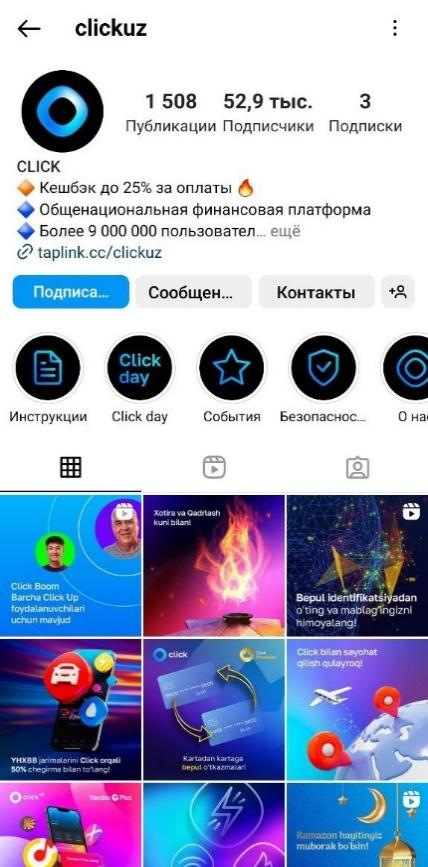 clickuz
1 508 52,9 тыс. 3
Публикации Подписчики Подписки
CLICK
Кешбэк до 25% за оплаты
Общенациональная финансовая платформа
Более 9 000 000 пользовател... ещё
taplink.cc/clickuz
Подписа... Сообщен... Контакты
Click
day
Инструкции Click day События Безопаснос... О на
Click Boom
Barcha Click Up
foydalanuvchilari
uchun mavjud
Xotira va Qadrlash
kuni bilan!
Bepul identifikatsiyadan
o'ting va mablag'ingizni
himoyalang!
YHXBB jarimalarini Click orqali
50% chegirma bilan to'lang!
click
Kartadan kartaga
bepul o'tkazmalar!
Click bilan sayohat
qilish qulayroq!
click
Yandex Plus
Ramazon hayitingiz
muborak bo'lsin!